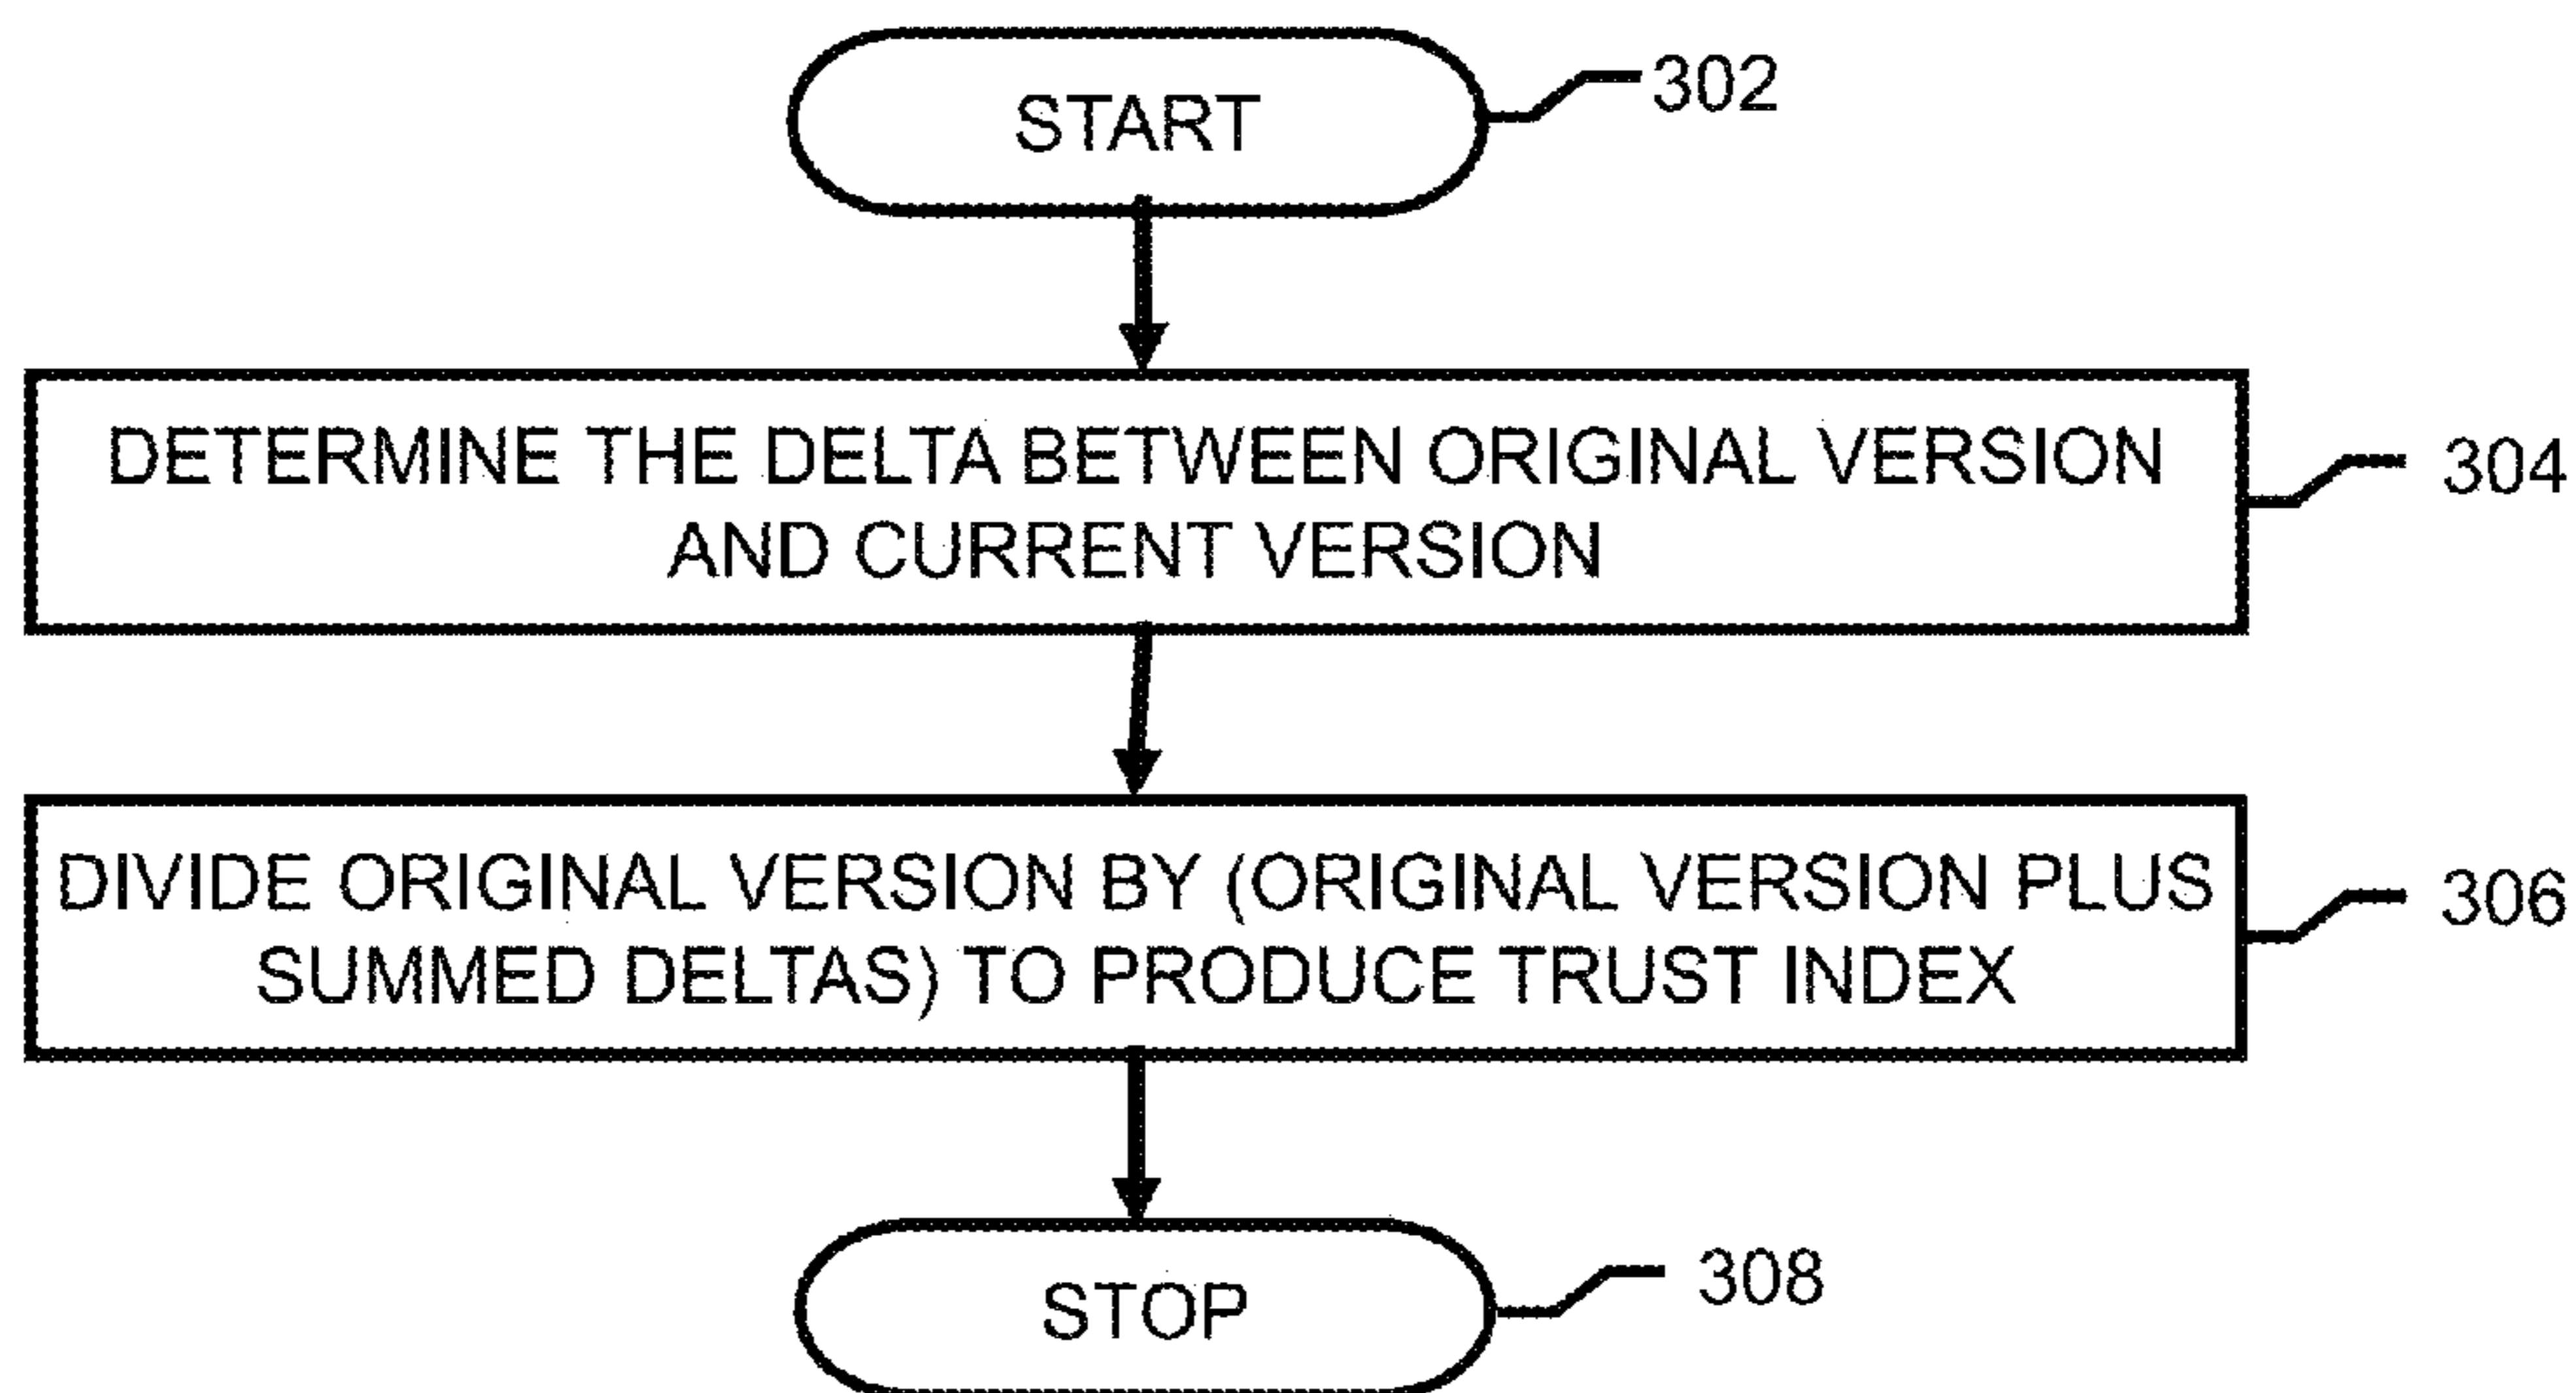 START
302
DETERMINE THE DELTA BETWEEN ORIGINAL VERSION
AND CURRENT VERSION
304
DIVIDE ORIGINAL VERSION BY (ORIGINAL VERSION PLUS
SUMMED DELTAS) TO PRODUCE TRUST INDEX
306
STOP
308